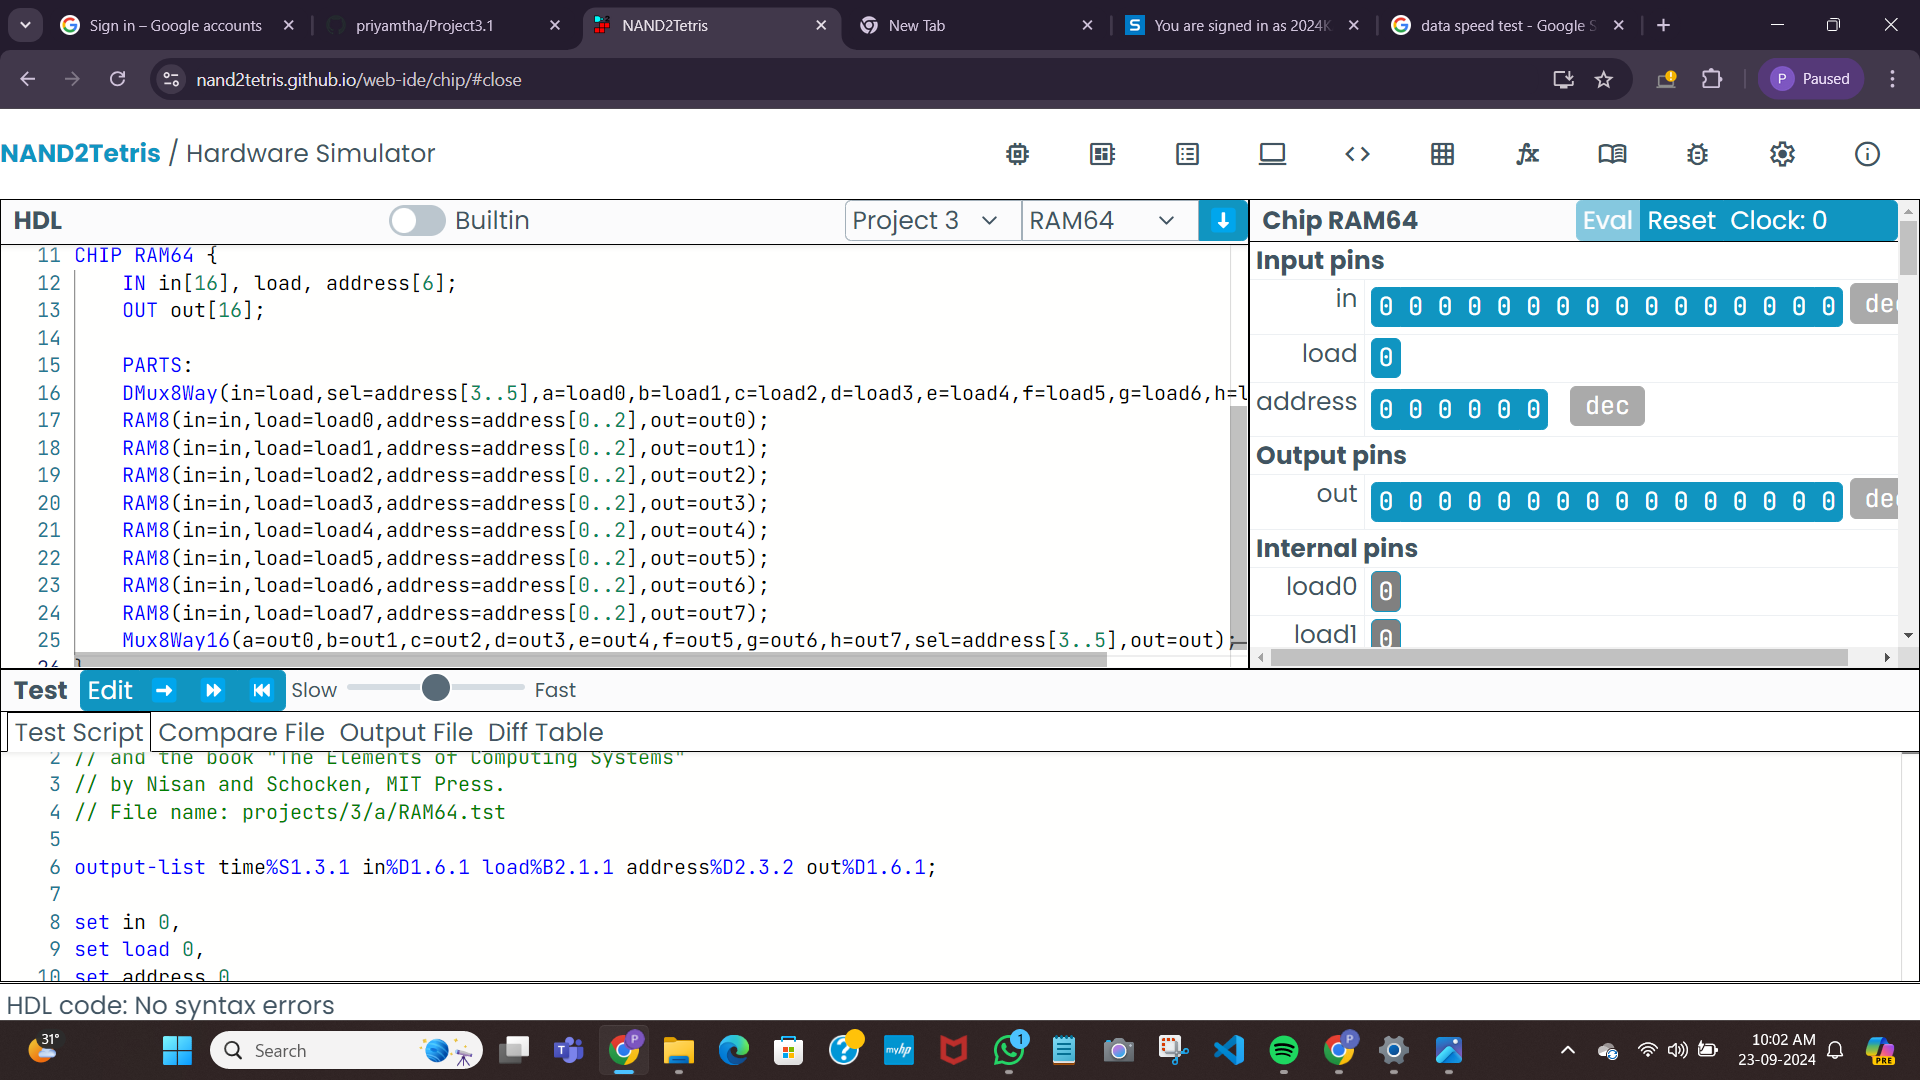 Sign in – Google accounts
priyamtha/Project3.1
NAND2Tetris
New Tab
You are signed in as 2024K
data speed test - Google S
nand2tetris.github.io/web-ide/chip/#close
P Paused
NAND2Tetris / Hardware Simulator
HDL
Builtin
Project 3
RAM64
Chip RAM64
Eval Reset Clock: 0
11 CHIP RAM64 {
12 IN in[16], load, address[6];
13 OUT out[16];
14
15 PARTS:
16 DMux8Way(in=load,sel=address[3..5],a=load0,b=load1,c=load2,d=load3,e=load4,f=load5,g=load6,h=l
17 RAM8(in=in,load=load0,address=address[0..2],out=out0);
18 RAM8(in=in,load=load1,address=address[0..2],out=out1);
19 RAM8(in=in,load=load2,address=address[0..2],out=out2);
20 RAM8(in=in,load=load3,address=address[0..2],out=out3);
21 RAM8(in=in,load=load4,address=address[0..2],out=out4);
22 RAM8(in=in,load=load5,address=address[0..2],out=out5);
23 RAM8(in=in,load=load6,address=address[0..2],out=out6);
24 RAM8(in=in,load=load7,address=address[0..2],out=out7);
25 Mux8Way16(a=out0,b=out1,c=out2,d=out3,e=out4,f=out5,g=out6,h=out7,sel=address[3..5],out=out);
26 }
Input pins
in 0 0 0 0 0 0 0 0 0 0 0 0 0 0 0 0 dec
load 0
address 0 0 0 0 0 0 dec
Output pins
out 0 0 0 0 0 0 0 0 0 0 0 0 0 0 0 0 dec
Internal pins
load0 0
load1 0
Test Edit Slow Fast
Test Script Compare File Output File Diff Table
2 // and the book "The Elements of Computing Systems"
3 // by Nisan and Schocken, MIT Press.
4 // File name: projects/3/a/RAM64.tst
5
6 output-list time%S1.3.1 in%D1.6.1 load%B2.1.1 address%D2.3.2 out%D1.6.1;
7
8 set in 0,
9 set load 0,
10 set address 0
HDL code: No syntax errors
31°
Search
myhp
1
10:02 AM
23-09-2024
PRE